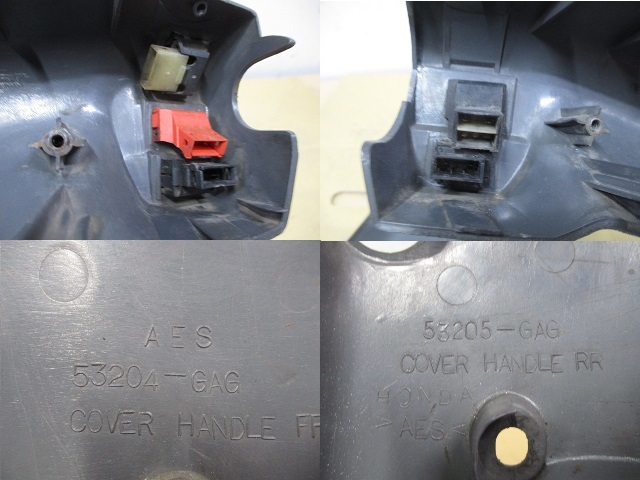 AES
53204-GAG
COVER HANDLE FR
53205-GAG
COVER HANDLE RR
HONDA
>AES<